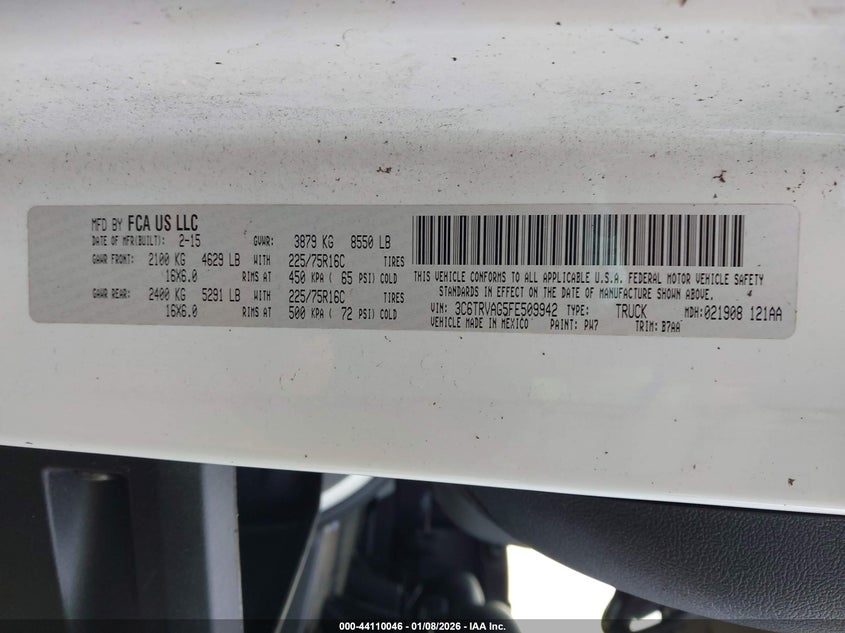 MFD BY FCA US LLC
DATE OF MFR(BUILT): 2-15 GVWR: 3879 KG 8550 LB
GAWR FRONT: 2100 KG 4629 LB WITH 225/75R16C TIRES
16X6.0 RIMS AT 450 KPA ( 65 PSI) COLD
GAWR REAR: 2400 KG 5291 LB WITH 225/75R16C TIRES
16X6.0 RIMS AT 500 KPA ( 72 PSI) COLD
THIS VEHICLE CONFORMS TO ALL APPLICABLE U.S.A. FEDERAL MOTOR VEHICLE SAFETY
STANDARDS IN EFFECT ON THE DATE OF MANUFACTURE SHOWN ABOVE.
VIN: 3C6TRVAG5FE509942 TYPE: TRUCK MDH:021908 121AA
VEHICLE MADE IN MEXICO PAINT: PW7 TRIM: B7AA
000-44110046 - 01/08/2026 - IAA Inc.